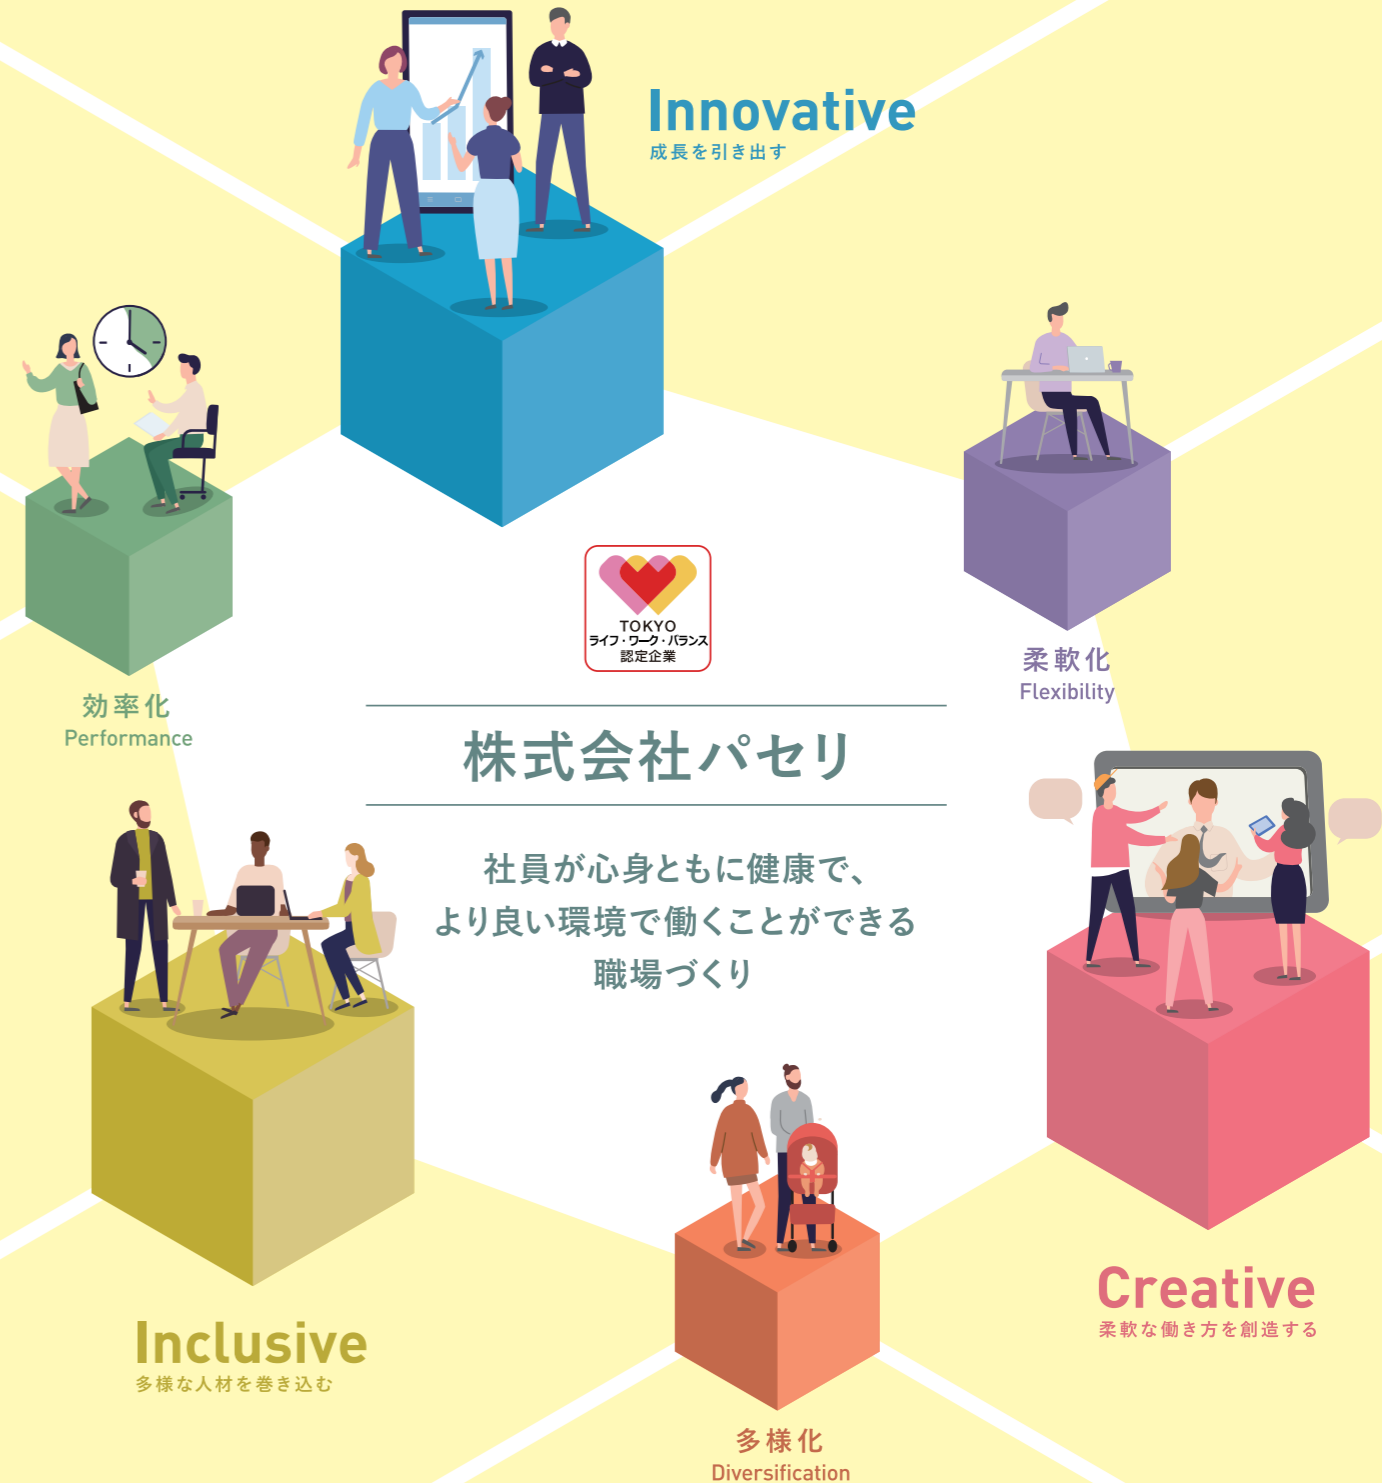 Innovative
成長を引き出す
TOKYO
ライフ・ワーク・バランス
認定企業
柔軟化
Flexibility
効率化
Performance
株式会社パセリ
社員が心身ともに健康で、
より良い環境で働くことができる
職場づくり
Creative
柔軟な働き方を創造する
Inclusive
多様な人材を巻き込む
多様化
Diversification